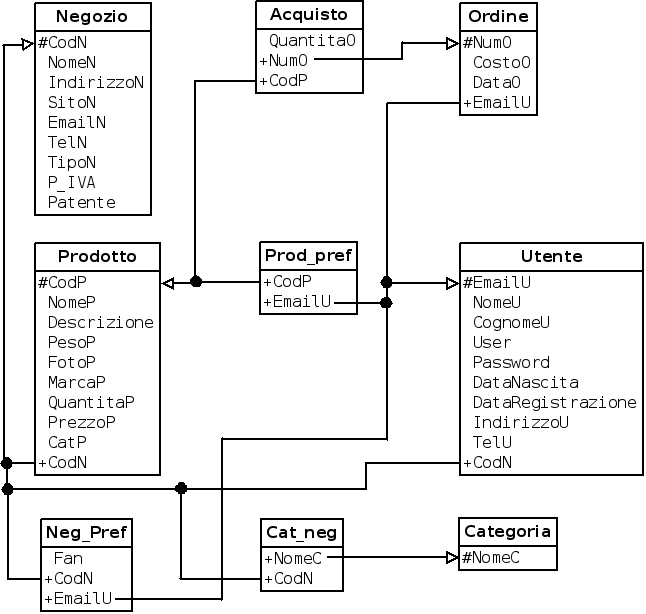 Negozio
#CodN
NomeN
IndirizzoN
SitoN
EmailN
TelN
TipoN
P_IVA
Patente
Acquisto
QuantitaO
+NumO
+CodP
Ordine
#NumO
CostoO
DataO
+EmailU
Prodotto
#CodP
NomeP
Descrizione
PesoP
FotoP
MarcaP
QuantitaP
PrezzoP
CatP
+CodN
Prod_pref
+CodP
+EmailU
Utente
#EmailU
NomeU
CognomeU
User
Password
DataNascita
DataRegistrazione
IndirizzoU
TelU
+CodN
Neg_Pref
Fan
+CodN
+EmailU
Cat_neg
+NomeC
+CodN
Categoria
#NomeC